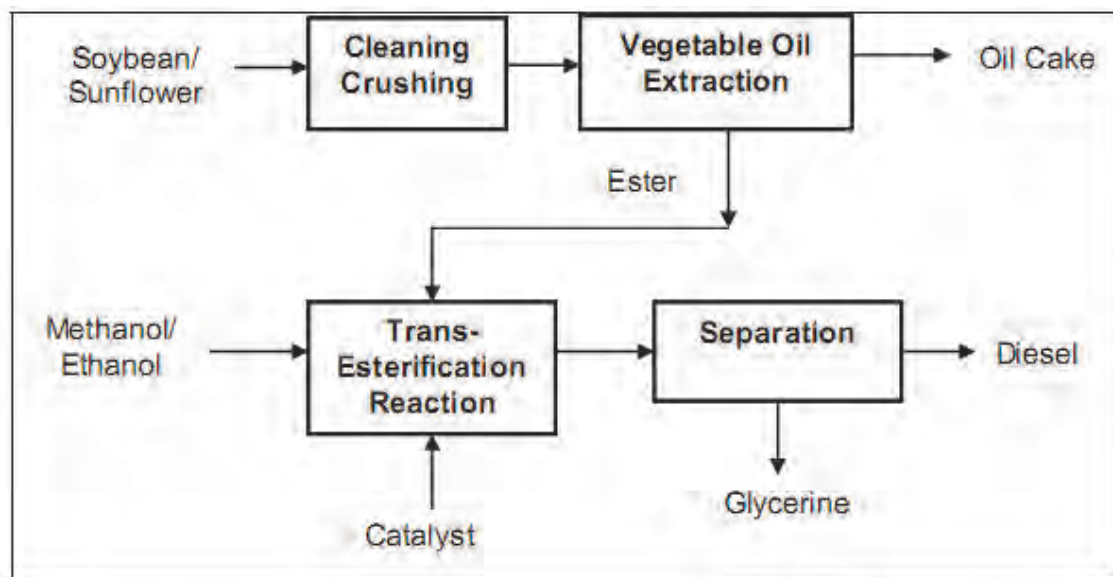 Soybean/
Sunflower
Cleaning
Crushing
Vegetable Oil
Extraction
Oil Cake
Ester
Methanol/
Ethanol
Trans-
Esterification
Reaction
Separation
Diesel
Catalyst
Glycerine